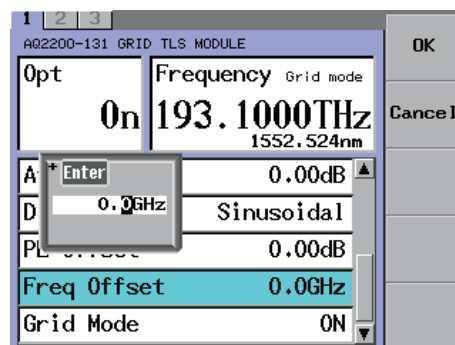 1 2 3
AQ2200-131 GRID TLS MODULE
OK
Opt
On
Frequency Grid mode
193.1000THz
1552.524nm
Cancel
A 0.00dB
Enter
0.0GHz
D Sinusoidal
0.00dB
Freq Offset 0.0GHz
Grid Mode ON